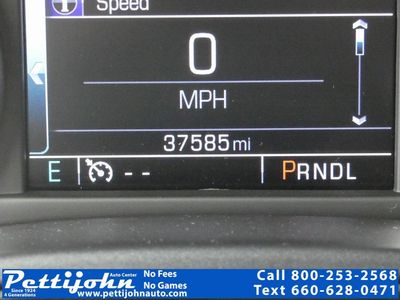 Speed
0
MPH
37585 mi
E -- PRNDL
Pettijohn Auto Center
Since 1924
4 Generations
www.pettijohnauto.com
No Fees
No Games
Call 800-253-2568
Text 660-628-0471